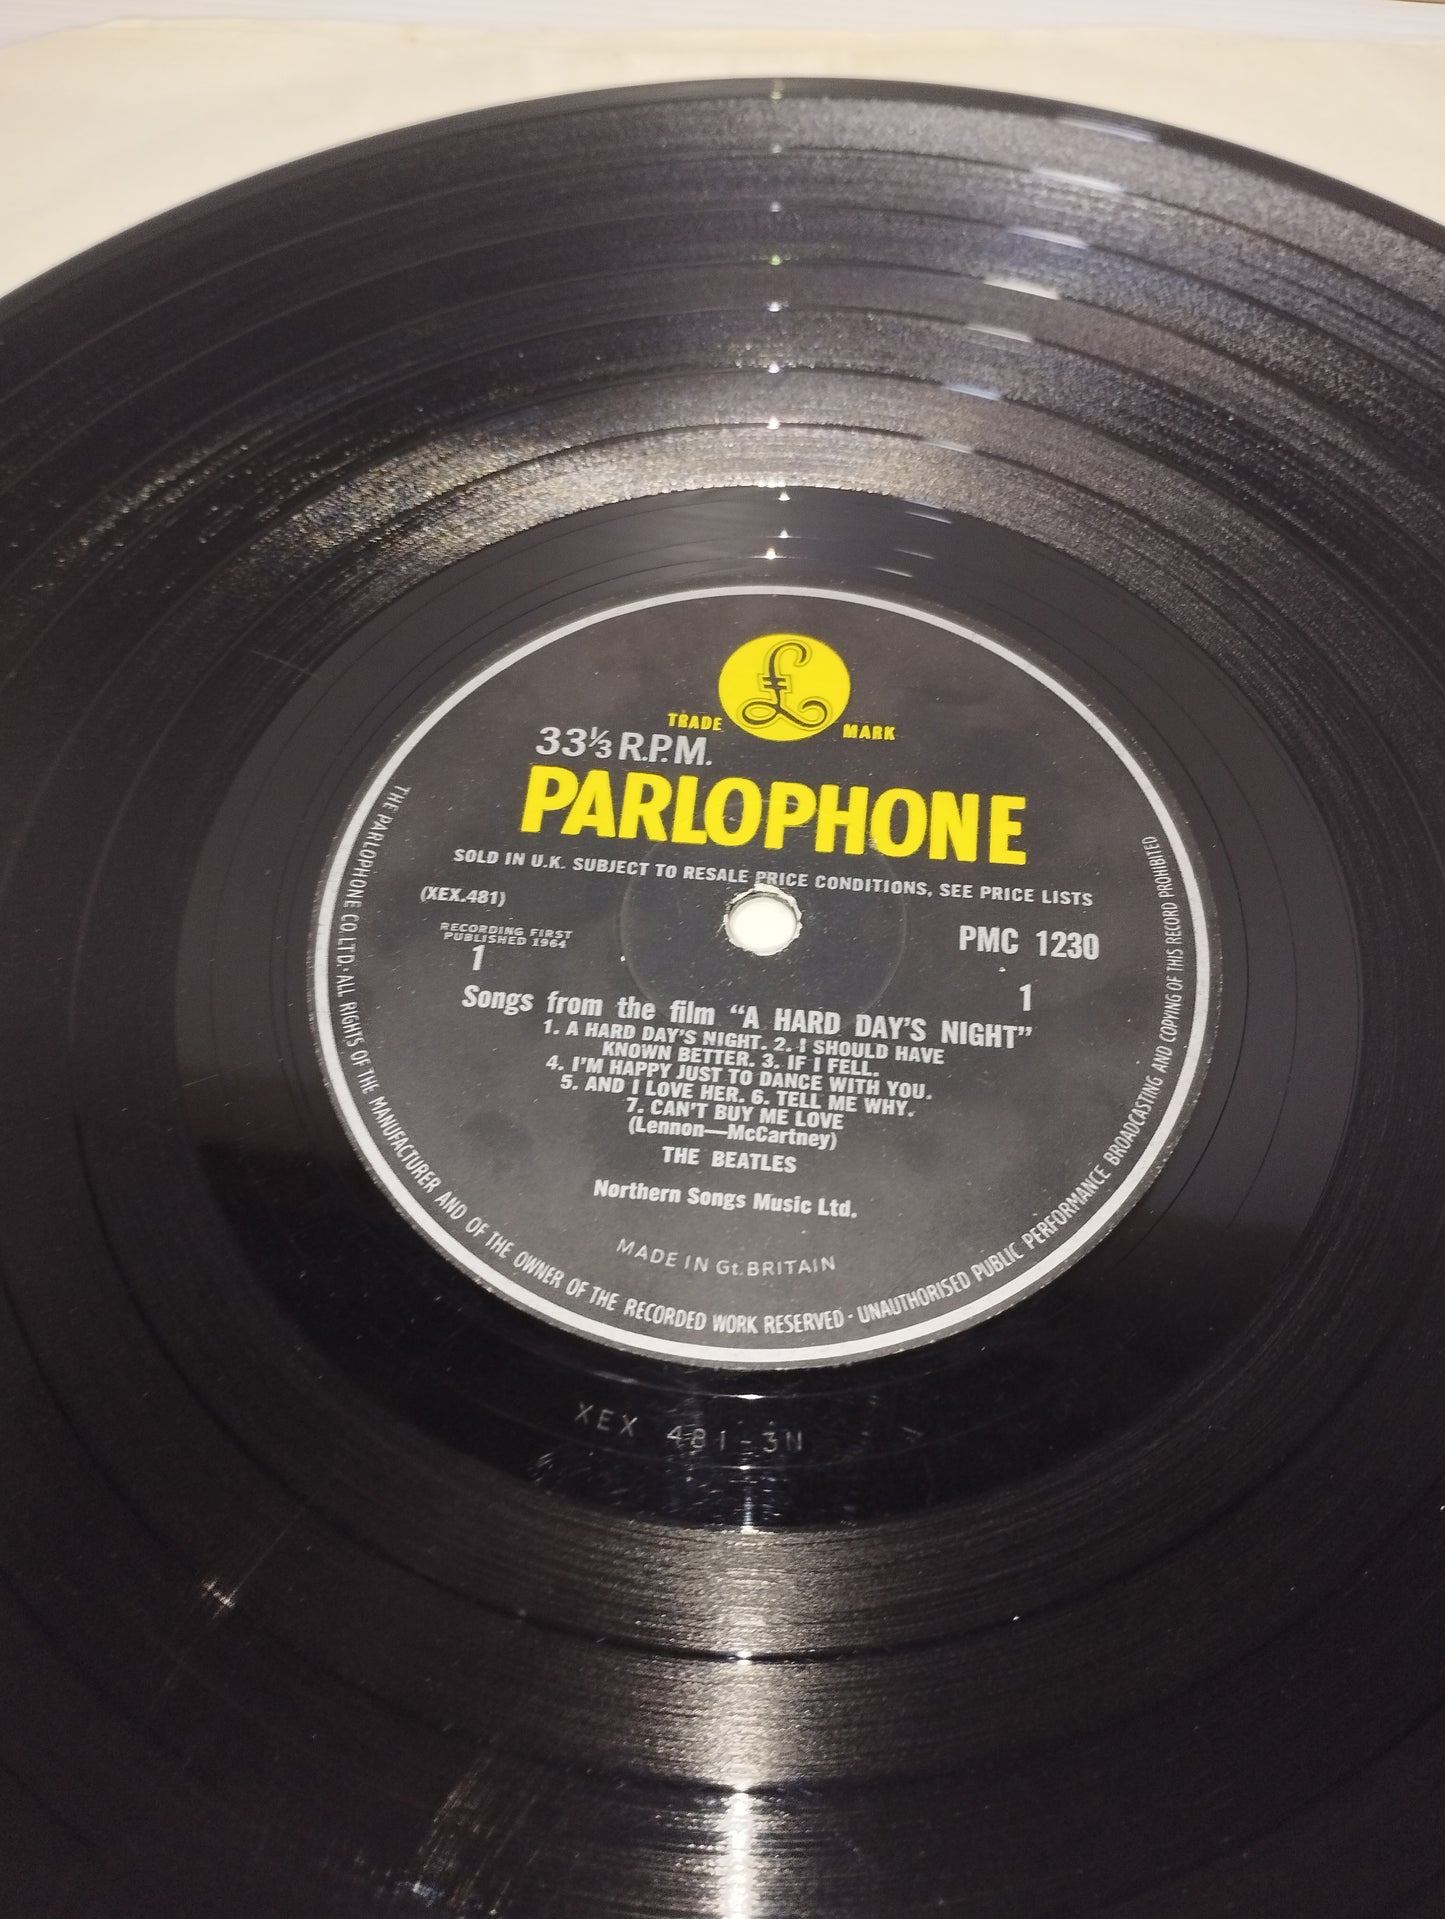 £
TRADE MARK
33⅓ R.P.M.
PARLOPHONE
SOLD IN U.K. SUBJECT TO RESALE PRICE CONDITIONS, SEE PRICE LISTS
(XEX.481)
RECORDING FIRST
PUBLISHED 1964
PMC 1230
1 1
Songs from the film "A HARD DAY'S NIGHT"
1. A HARD DAY'S NIGHT. 2. I SHOULD HAVE
KNOWN BETTER. 3. IF I FELL.
4. I'M HAPPY JUST TO DANCE WITH YOU.
5. AND I LOVE HER. 6. TELL ME WHY.
7. CAN'T BUY ME LOVE
(Lennon—McCartney)
THE BEATLES
Northern Songs Music Ltd.
MADE IN Gt. BRITAIN
THE PARLOPHONE CO. LTD. · ALL RIGHTS OF THE MANUFACTURER AND OF THE OWNER OF THE RECORDED WORK RESERVED · UNAUTHORISED PUBLIC PERFORMANCE BROADCASTING AND COPYING OF THIS RECORD PROHIBITED
XEX 481-3N